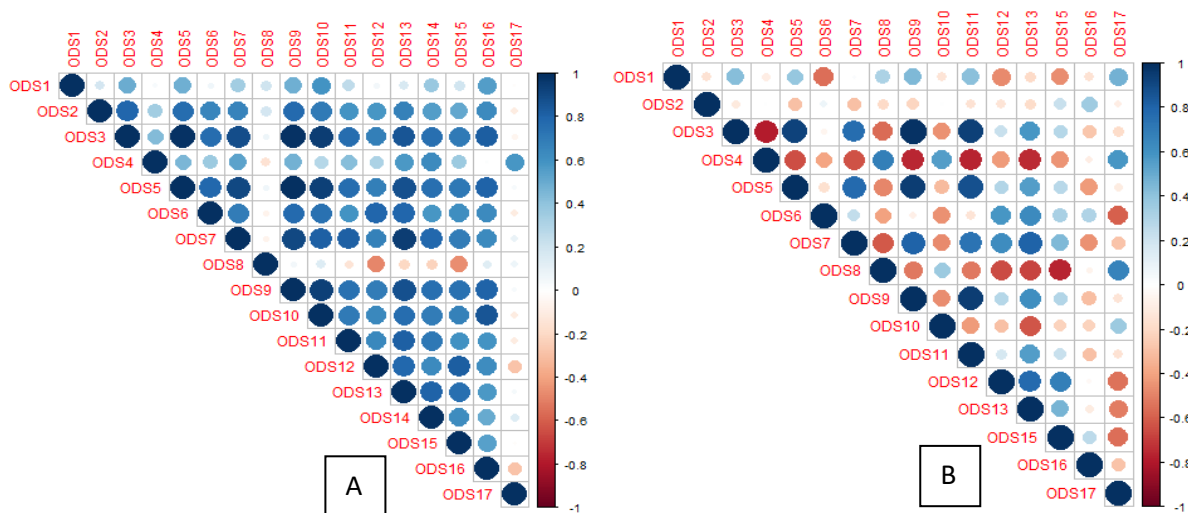 ODS1 ODS2 ODS3 ODS4 ODS5 ODS6 ODS7 ODS8 ODS9 ODS10 ODS11 ODS12 ODS13 ODS14 ODS15 ODS16 ODS17
ODS1
ODS2
ODS3
ODS4
ODS5
ODS6
ODS7
ODS8
ODS9
ODS10
ODS11
ODS12
ODS13
ODS14
ODS15
ODS16
ODS17
1
0.8
0.6
0.4
0.2
0
-0.2
-0.4
-0.6
-0.8
-1
A
ODS1 ODS2 ODS3 ODS4 ODS5 ODS6 ODS7 ODS8 ODS9 ODS10 ODS11 ODS12 ODS13 ODS15 ODS16 ODS17
ODS1
ODS2
ODS3
ODS4
ODS5
ODS6
ODS7
ODS8
ODS9
ODS10
ODS11
ODS12
ODS13
ODS15
ODS16
ODS17
1
0.8
0.6
0.4
0.2
0
-0.2
-0.4
-0.6
-0.8
-1
B